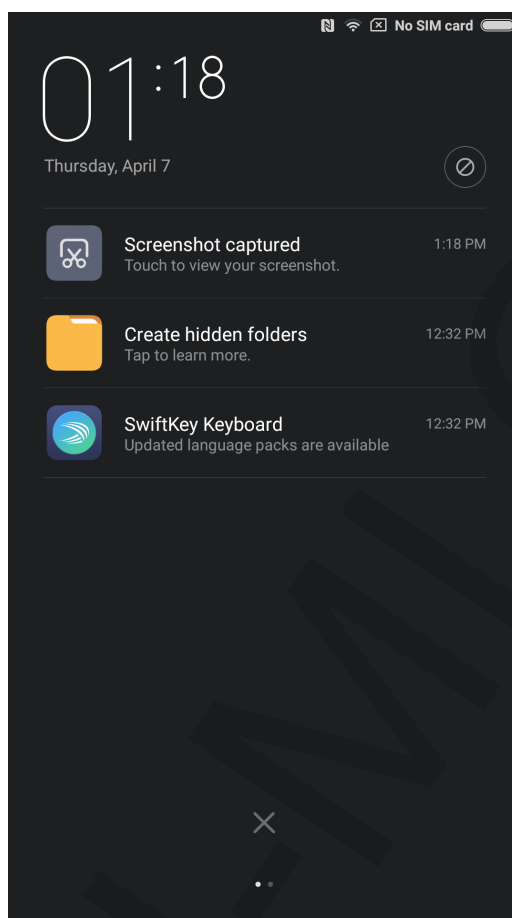 No SIM card
01:18
Thursday, April 7
Screenshot captured
1:18 PM
Touch to view your screenshot.
Create hidden folders
12:32 PM
Tap to learn more.
SwiftKey Keyboard
12:32 PM
Updated language packs are available